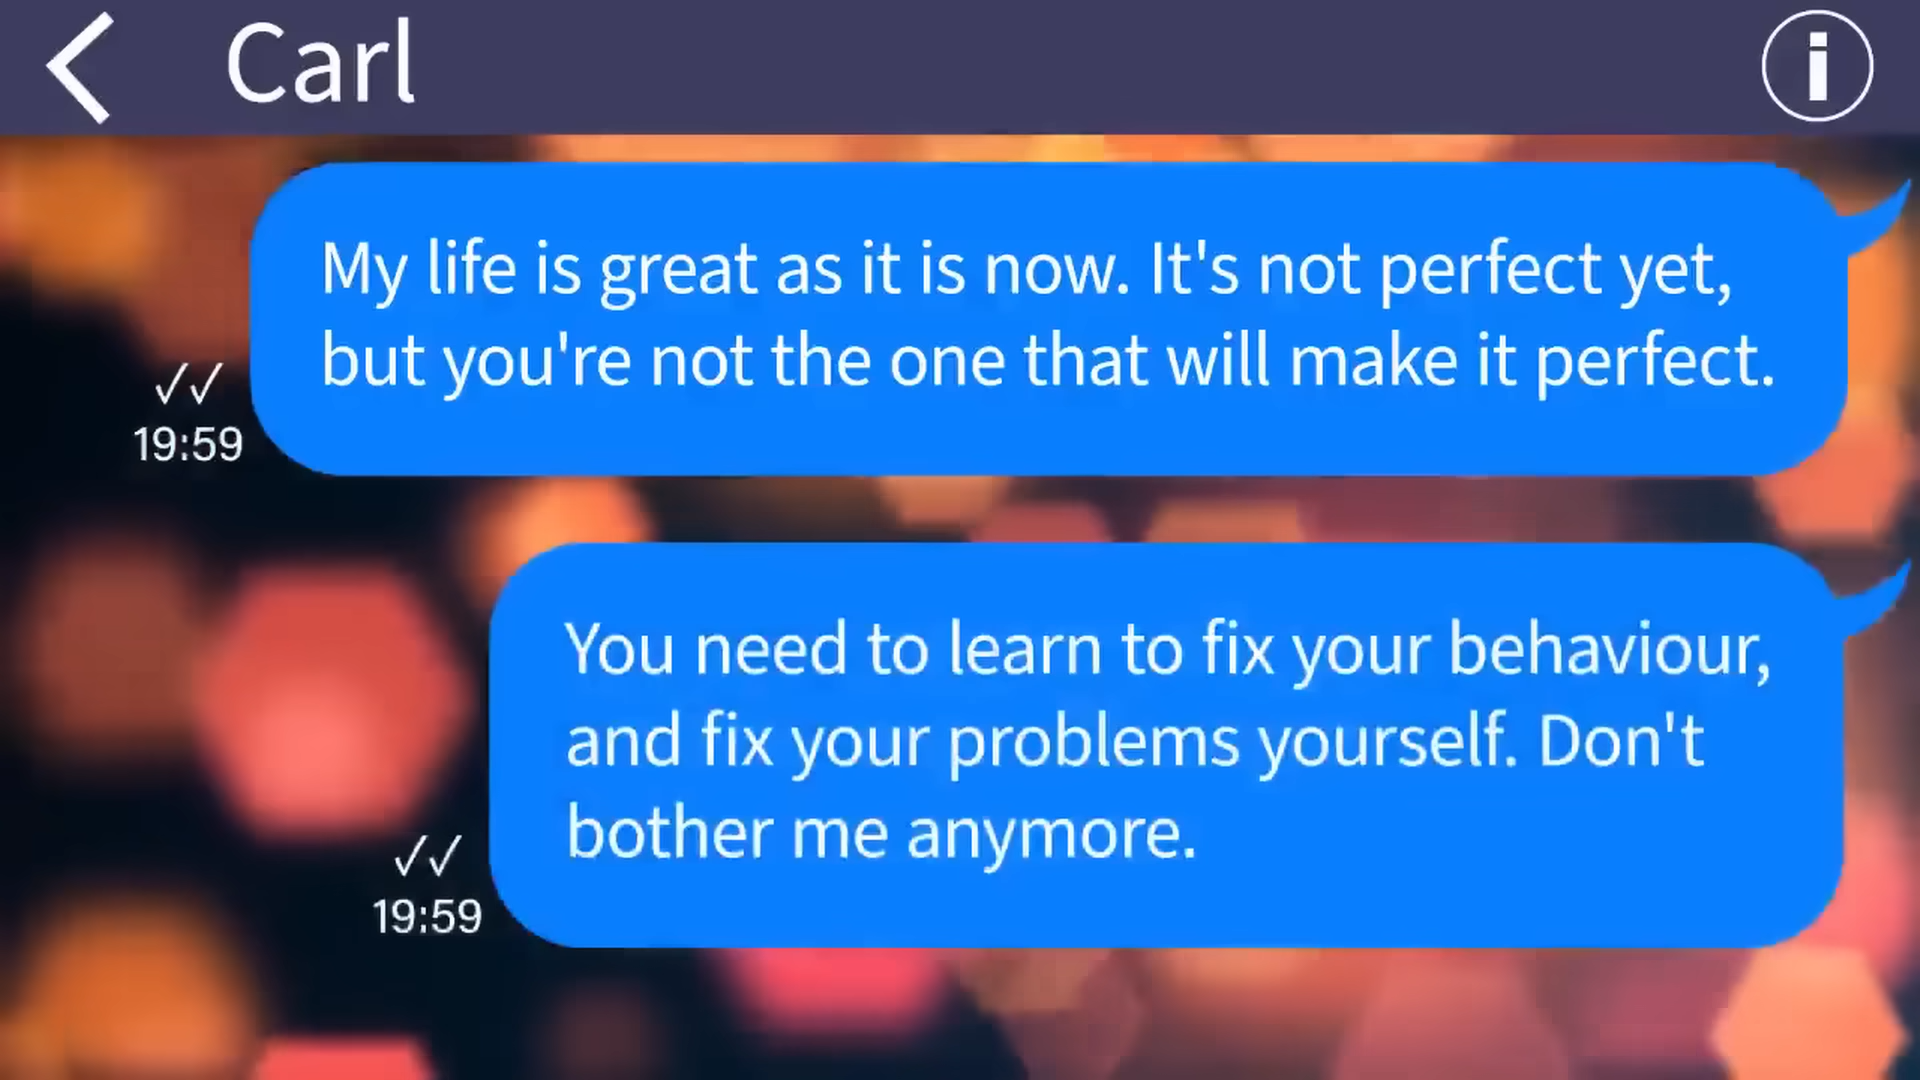 Carl
My life is great as it is now. It's not perfect yet,
but you're not the one that will make it perfect.
✓✓
19:59
You need to learn to fix your behaviour,
and fix your problems yourself. Don't
bother me anymore.
✓✓
19:59